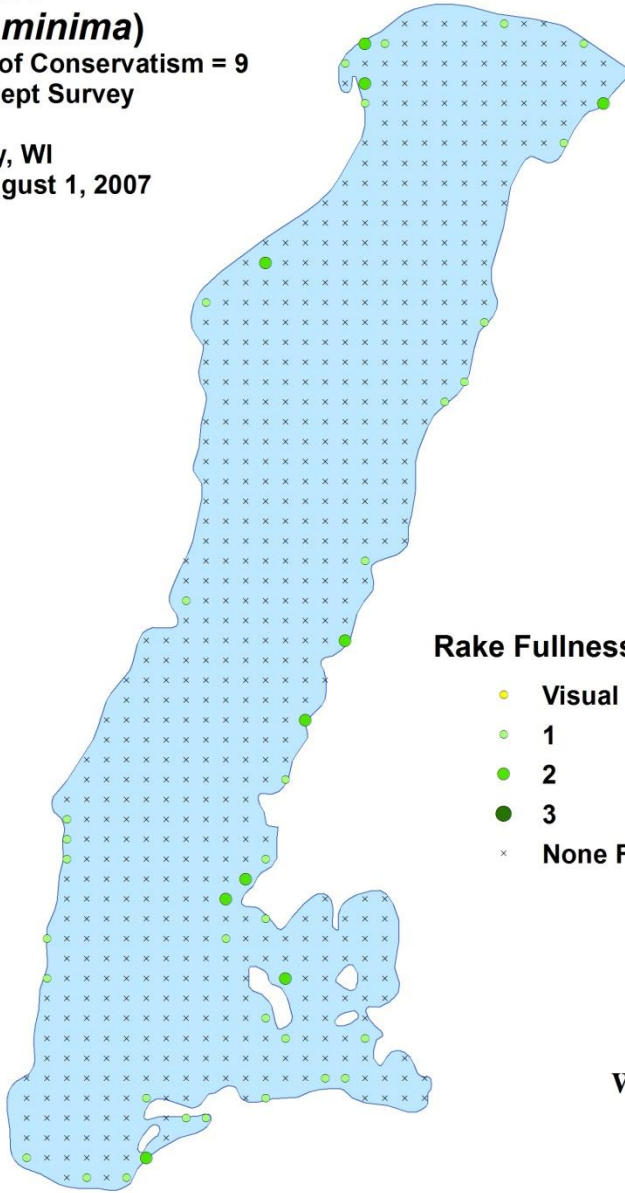 minima)
of Conservatism = 9
ept Survey
y, WI
gust 1, 2007
Rake Fullness
Visual
1
2
3
None F
W